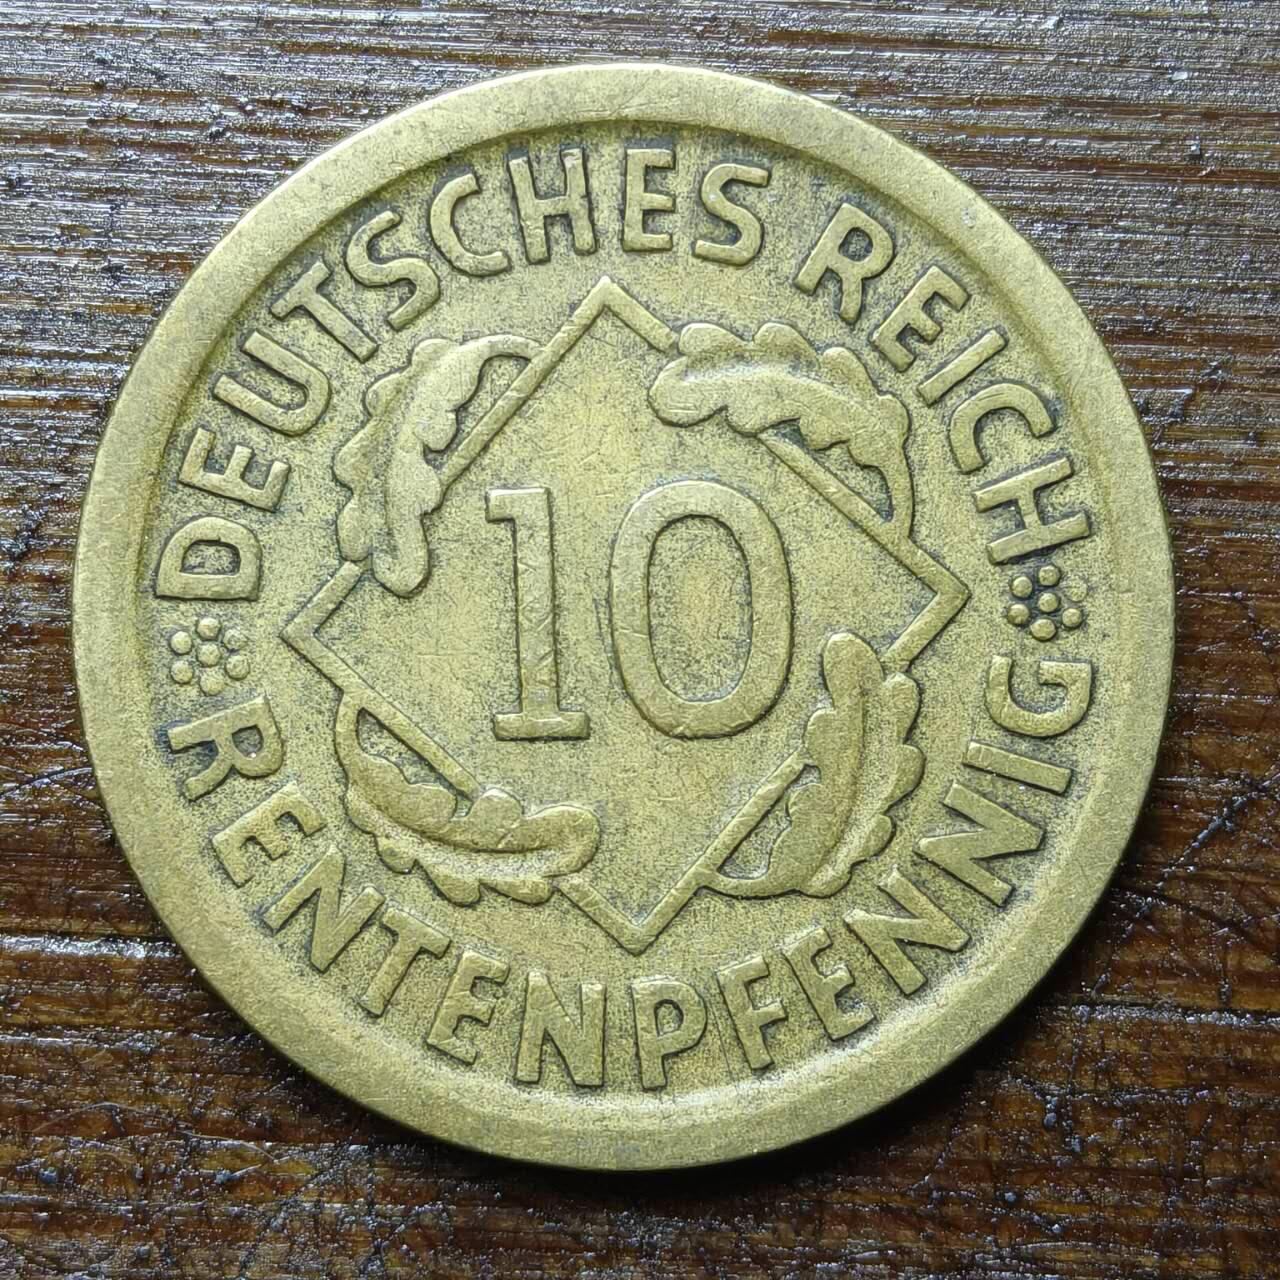 DEUTSCHES REICH
10
RENTENPFENNIG